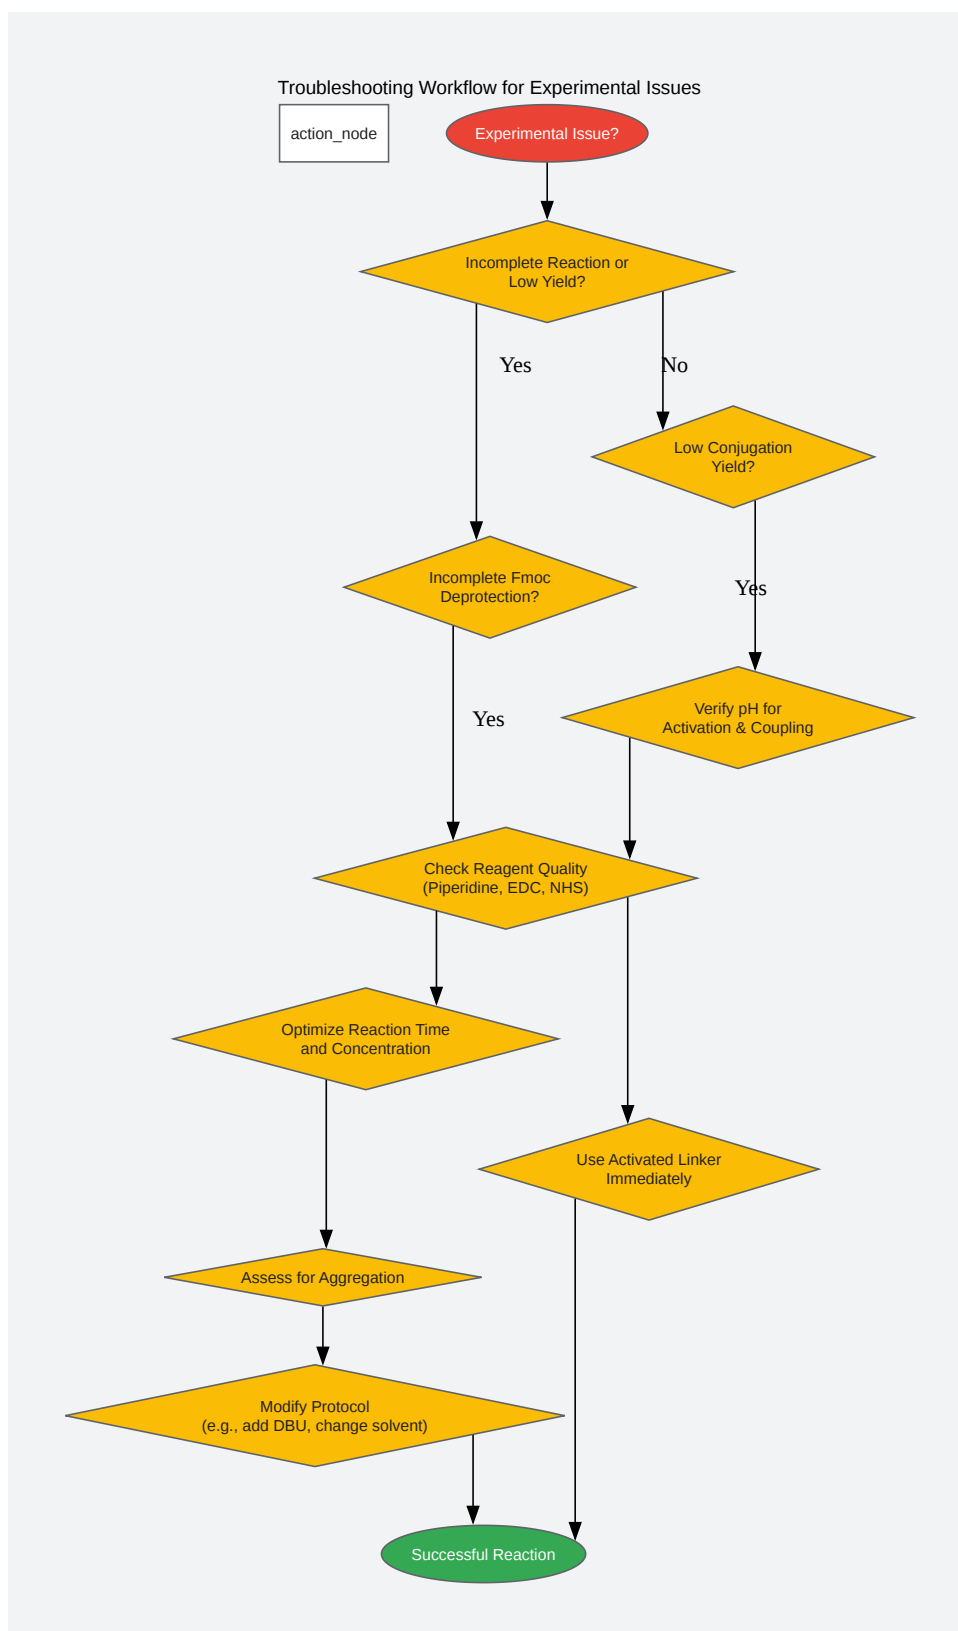 Troubleshooting Workflow for Experimental Issues
action_node
Experimental Issue?
Incomplete Reaction or
Low Yield?
Yes
No
Low Conjugation
Yield?
Incomplete Fmoc
Deprotection?
Yes
Yes
Verify pH for
Activation & Coupling
Check Reagent Quality
(Piperidine, EDC, NHS)
Optimize Reaction Time
and Concentration
Use Activated Linker
Immediately
Assess for Aggregation
Modify Protocol
(e.g., add DBU, change solvent)
Successful Reaction